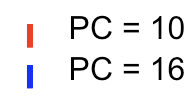 PC = 10
PC = 16